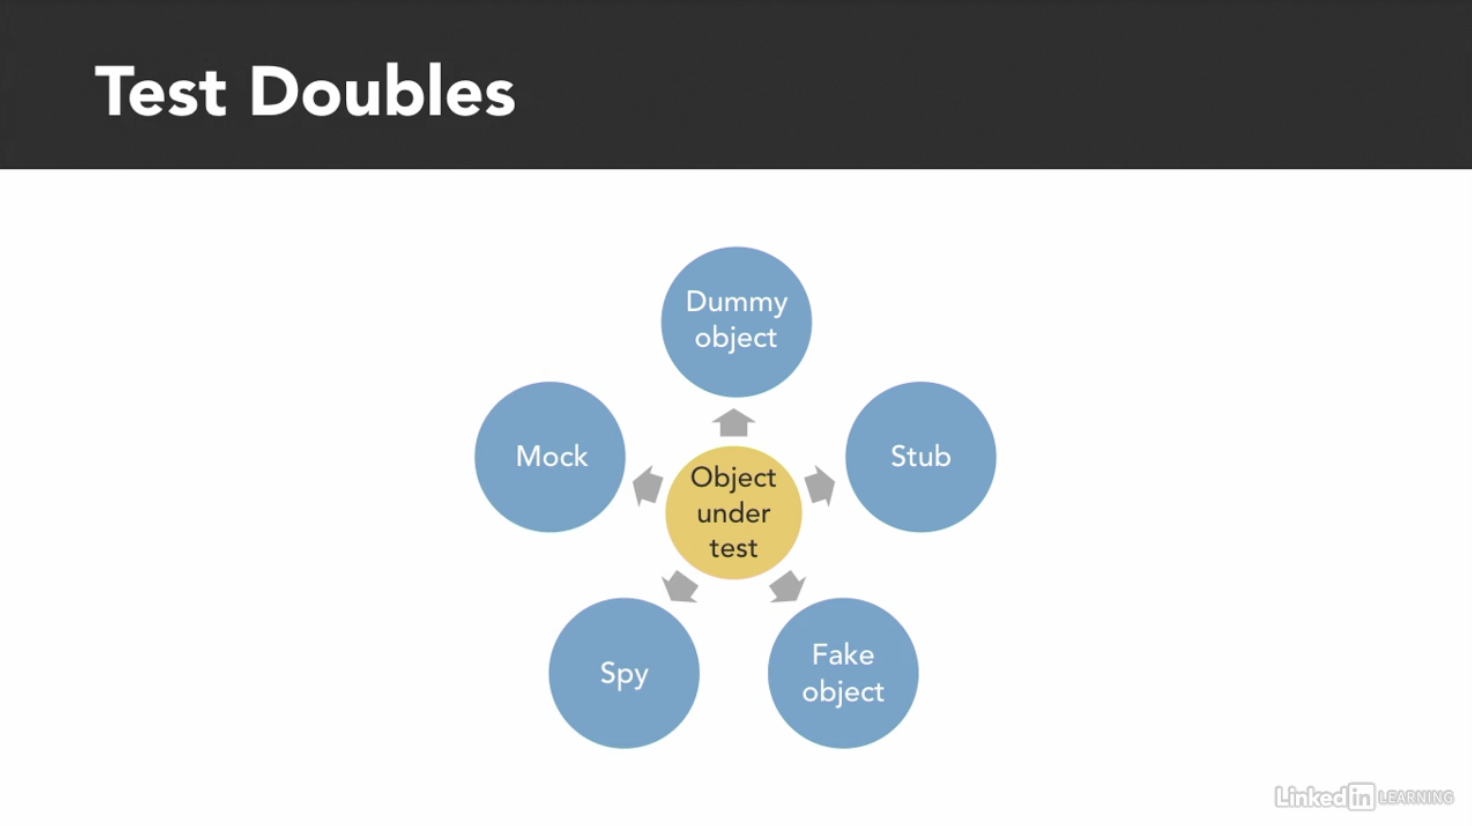 Test Doubles
Dummy
object
Mock
Stub
Object
under
test
Spy
Fake
object
Linked in LEARNING